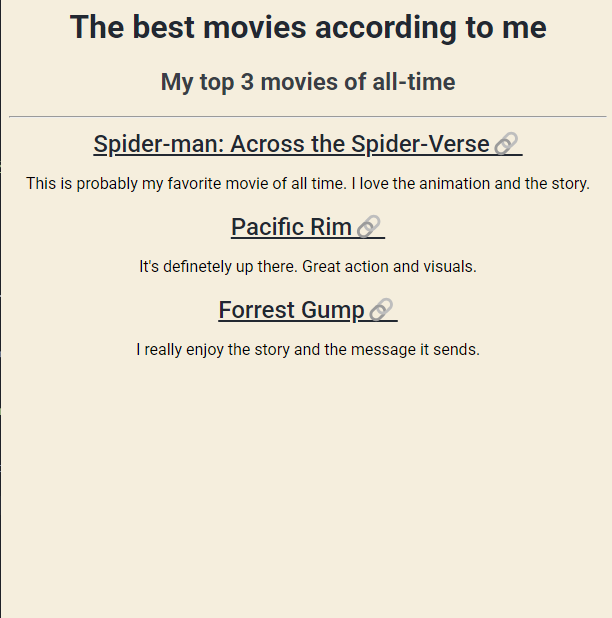 The best movies according to me
My top 3 movies of all-time
Spider-man: Across the Spider-Verse🔗
This is probably my favorite movie of all time. I love the animation and the story.
Pacific Rim🔗
It's definetely up there. Great action and visuals.
Forrest Gump🔗
I really enjoy the story and the message it sends.